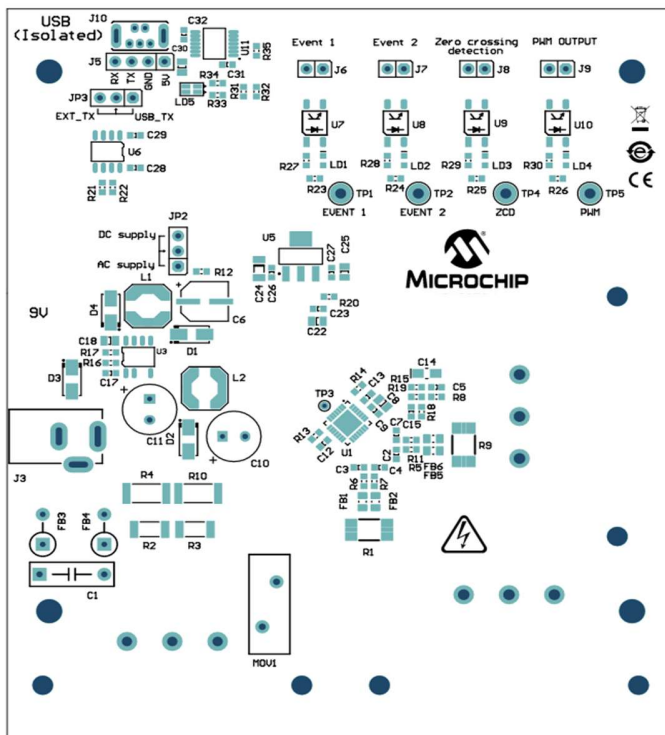 USB
(Isolated)
J10
C32
U11
R35
J5
RX
TX
GND
5V
C30
C31
R34
R33
R31
R32
LD5
JP3
EXT_TX
USB_TX
Event 1
Event 2
Zero crossing
detection
PWM OUTPUT
J6
J7
J8
J9
U7
U8
U9
U10
R27
LD1
R28
LD2
R29
LD3
R30
LD4
R23
R24
R25
R26
TP1
TP2
TP4
TP5
EVENT 1
EVENT 2
ZCD
PWM
C29
U6
C28
R21
R22
JP2
DC supply
AC supply
R12
U5
C27
C25
C24
C26
R20
C23
C22
MICROCHIP
9V
L1
D4
C6
D1
C18
R17
R16
C17
U3
D3
L2
C11
D2
C10
J3
TP3
R14
C13
C8
C9
R13
C12
U1
R15
R19
C14
C5
R8
R18
C15
C7
C2
R11
R5
FB6
FB5
R9
C3
C4
R6
R7
FB1
FB2
R1
R4
R10
R2
R3
FB3
FB4
C1
MOV1
CE